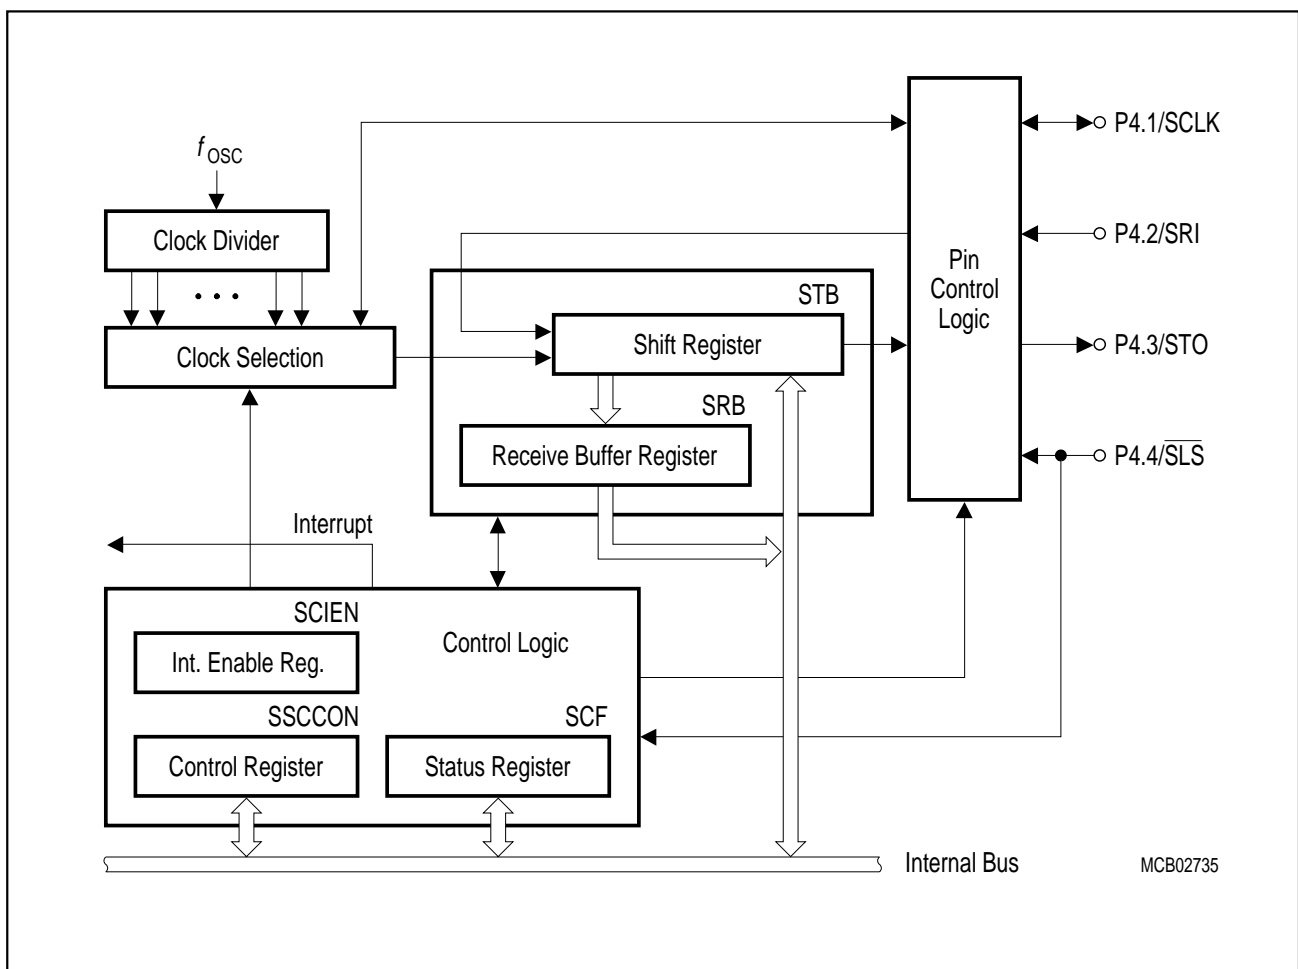 f OSC
Clock Divider
• • •
Clock Selection
STB
Shift Register
SRB
Receive Buffer Register
Pin
Control
Logic
P4.1/SCLK
P4.2/SRI
P4.3/STO
P4.4/S̅L̅S̅
Interrupt
SCIEN
Int. Enable Reg.
Control Logic
SSCCON
Control Register
SCF
Status Register
Internal Bus
MCB02735